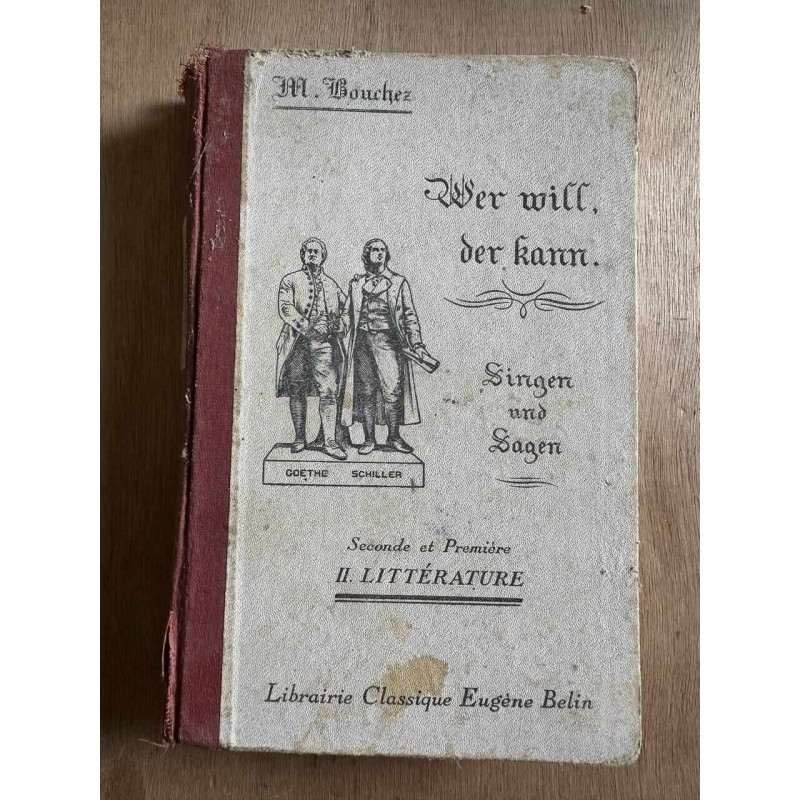 M. Bouchez
Wer will,
der kann.
Singen
und
Sagen
GOETHE SCHILLER
Seconde et Première
II. LITTÉRATURE
Librairie Classique Eugène Belin